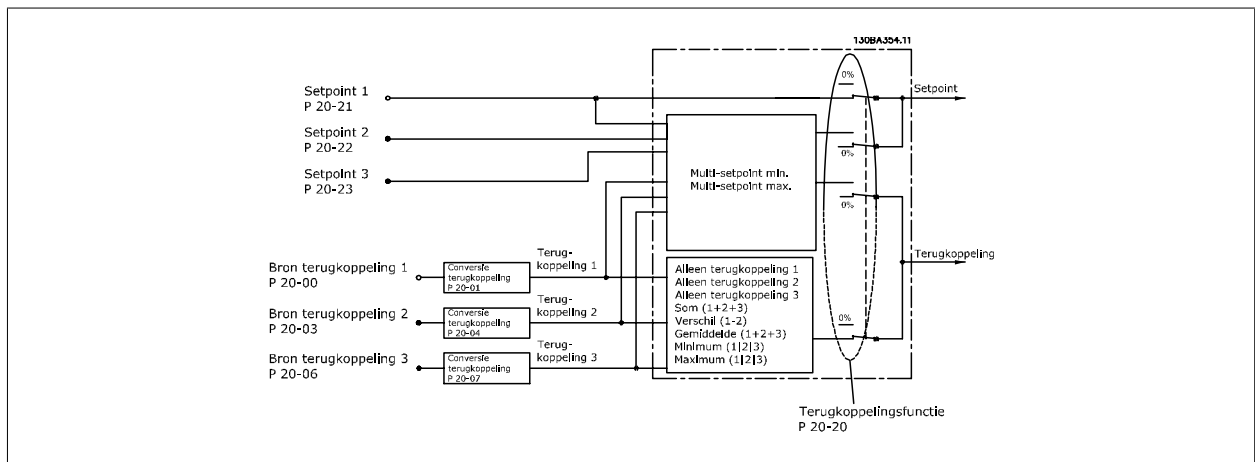 130BA354.11
Setpoint 1
P 20-21
Setpoint 2
P 20-22
Setpoint 3
P 20-23
0%
Setpoint
0%
Multi-setpoint min.
Multi-setpoint max.
0%
Terugkoppeling
Bron terugkoppeling 1
P 20-00
Conversie
terugkoppeling
P 20-01
Terug-
koppeling 1
Bron terugkoppeling 2
P 20-03
Conversie
terugkoppeling
P 20-04
Terug-
koppeling 2
Bron terugkoppeling 3
P 20-06
Conversie
terugkoppeling
P 20-07
Terug-
koppeling 3
Alleen terugkoppeling 1
Alleen terugkoppeling 2
Alleen terugkoppeling 3
Som (1+2+3)
Verschil (1-2)
Gemiddelde (1+2+3)
Minimum (1|2|3)
Maximum (1|2|3)
0%
Terugkoppelingsfunctie
P 20-20